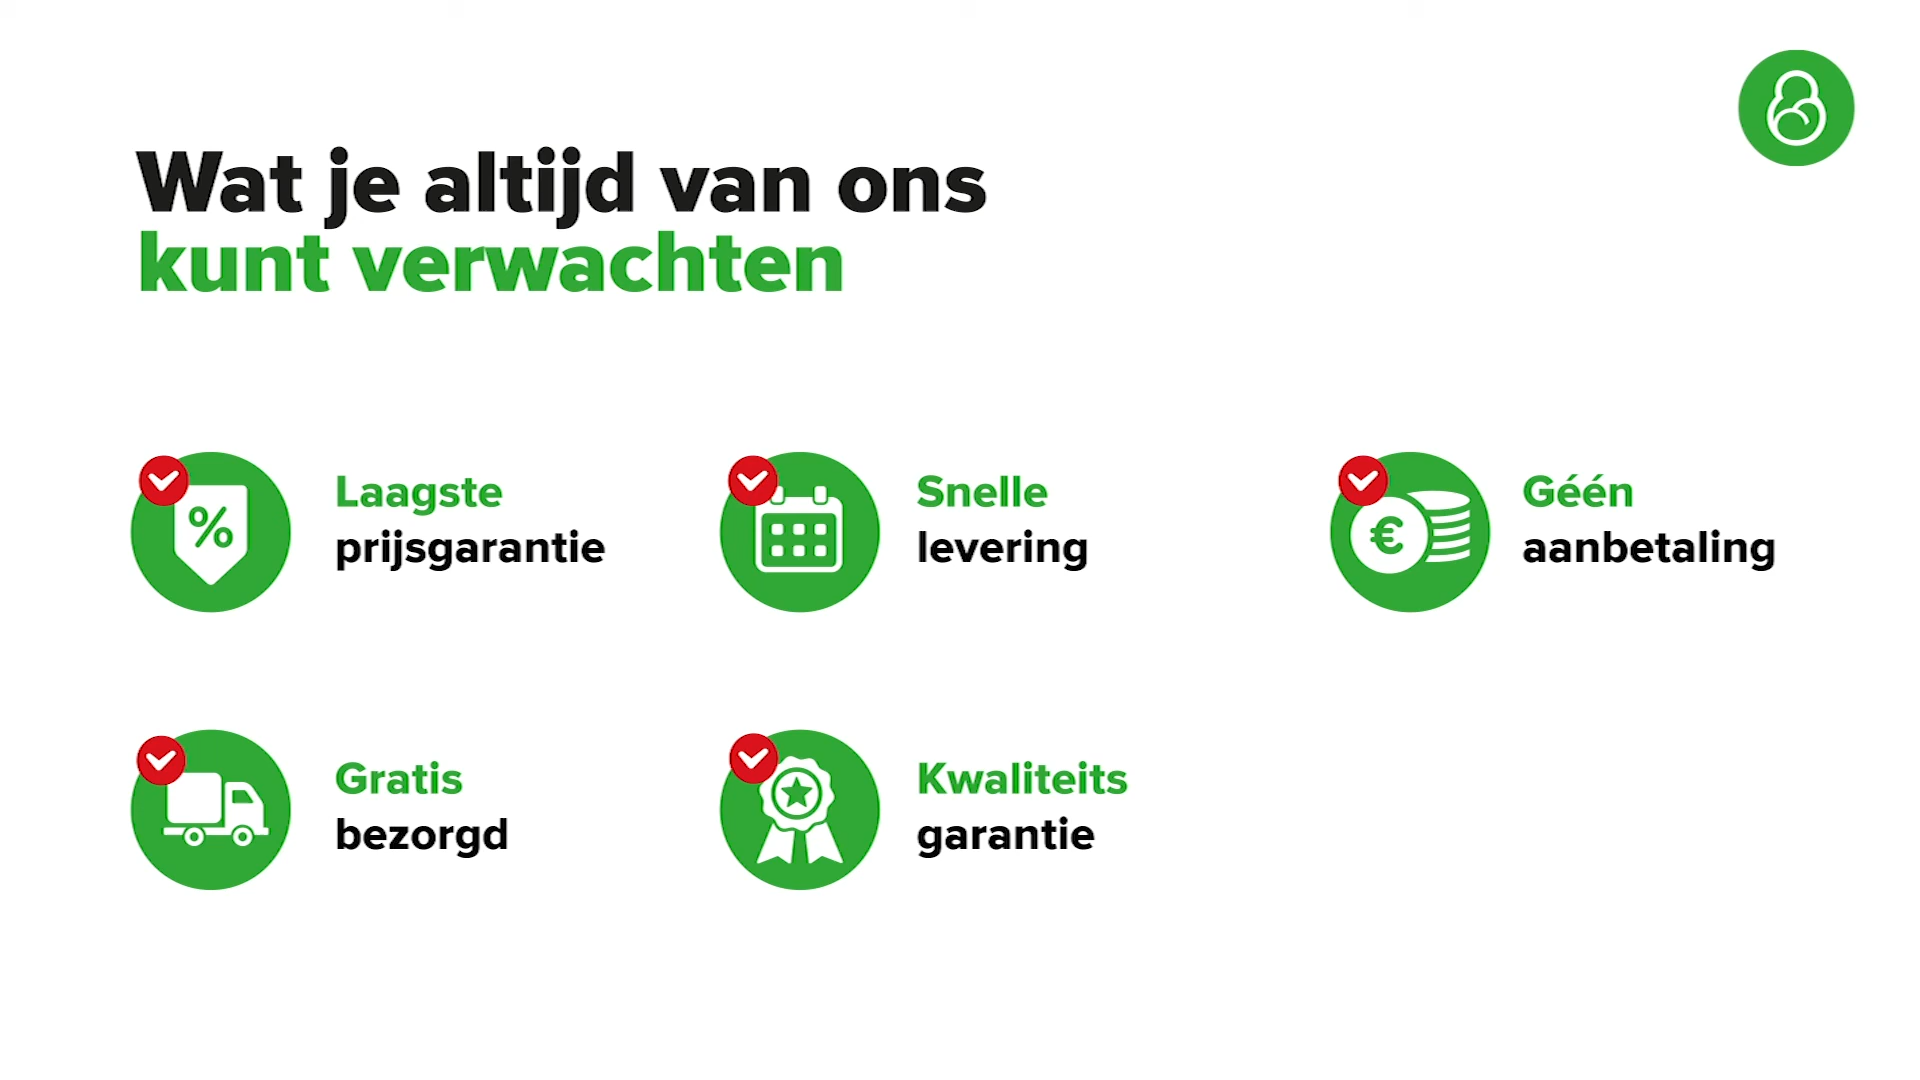 Wat je altijd van ons
kunt verwachten
%
Laagste
prijsgarantie
Snelle
levering
€
Géén
aanbetaling
Gratis
bezorgd
Kwaliteits
garantie